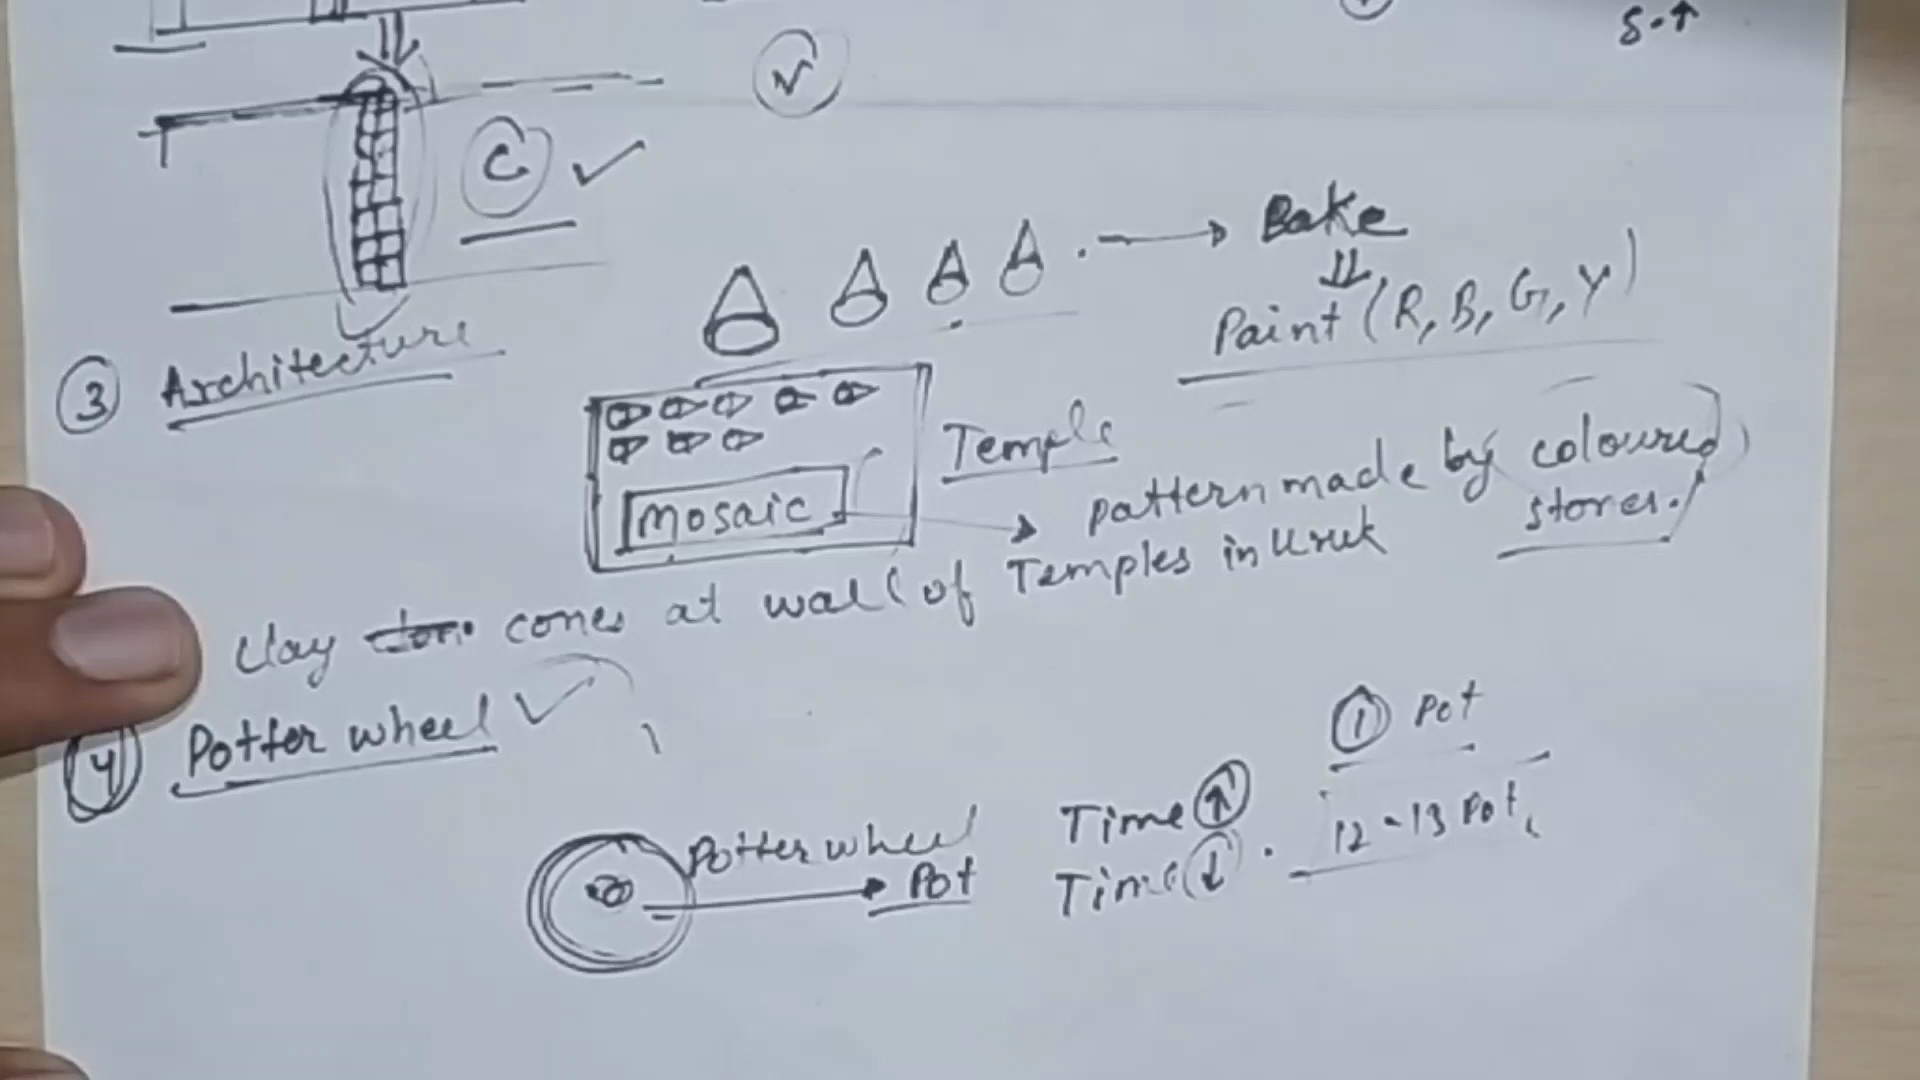 S.↑
C
Bake
Paint (R, B, G, Y)
③ Architecture
Temple
Mosaic
pattern made by coloured
stones.
Clay cones at wall of Temples in Uruk
④ Potter wheel
① Pot
Potter wheel
Pot
Time ↑
Time ↓ . 12-13 Pot